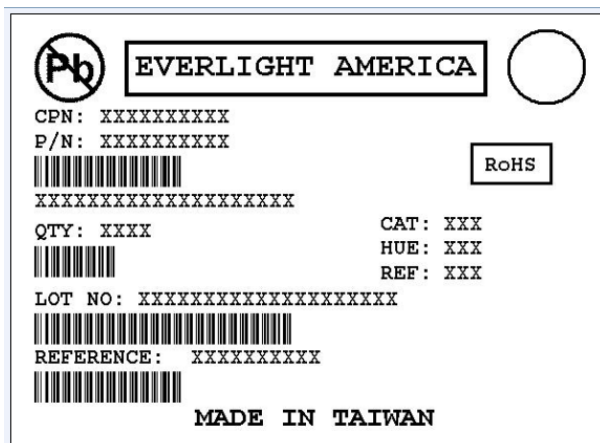 Pb EVERLIGHT AMERICA
CPN: XXXXXXXXXX
P/N: XXXXXXXXXX
RoHS
XXXXXXXXXXXXXXXXXXXX
QTY: XXXX
CAT: XXX
HUE: XXX
REF: XXX
LOT NO: XXXXXXXXXXXXXXXXXXXX
REFERENCE: XXXXXXXXXX
MADE IN TAIWAN